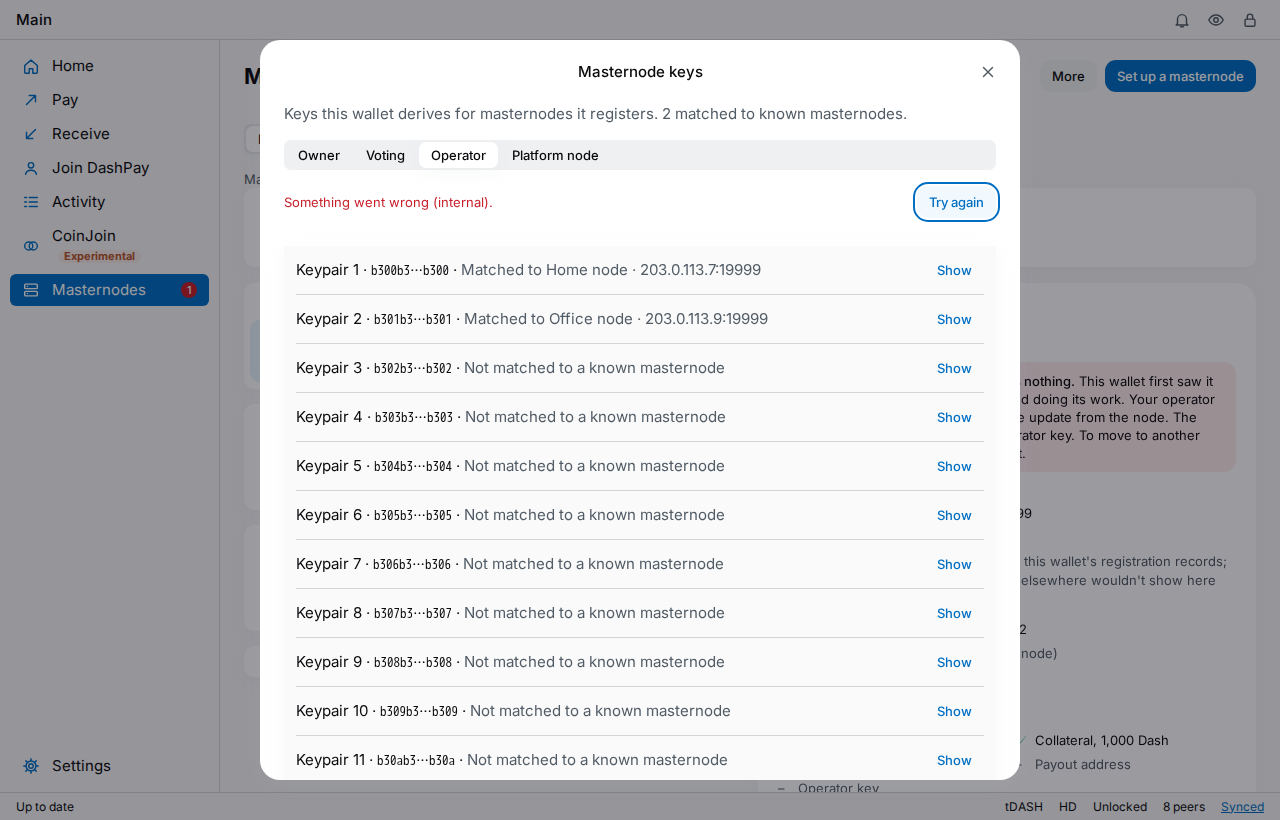 Main
Home
Pay
Receive
Join DashPay
Activity
CoinJoin
Experimental
Masternodes
1
Settings
More
Set up a masternode
Masternode keys
Keys this wallet derives for masternodes it registers. 2 matched to known masternodes.
Owner
Voting
Operator
Platform node
Something went wrong (internal).
Try again
Keypair 1 · b300b3···b300 · Matched to Home node · 203.0.113.7:19999
Show
Keypair 2 · b301b3···b301 · Matched to Office node · 203.0.113.9:19999
Show
Keypair 3 · b302b3···b302 · Not matched to a known masternode
Show
Keypair 4 · b303b3···b303 · Not matched to a known masternode
Show
Keypair 5 · b304b3···b304 · Not matched to a known masternode
Show
Keypair 6 · b305b3···b305 · Not matched to a known masternode
Show
Keypair 7 · b306b3···b306 · Not matched to a known masternode
Show
Keypair 8 · b307b3···b307 · Not matched to a known masternode
Show
Keypair 9 · b308b3···b308 · Not matched to a known masternode
Show
Keypair 10 · b309b3···b309 · Not matched to a known masternode
Show
Keypair 11 · b30ab3···b30a · Not matched to a known masternode
Show
nothing. This wallet first saw it
doing its work. Your operator
update from the node. The
operator key. To move to another
this wallet's registration records;
elsewhere wouldn't show here
node)
Collateral, 1,000 Dash
Payout address
– Operator key
Up to date
tDASH
HD
Unlocked
8 peers
Synced